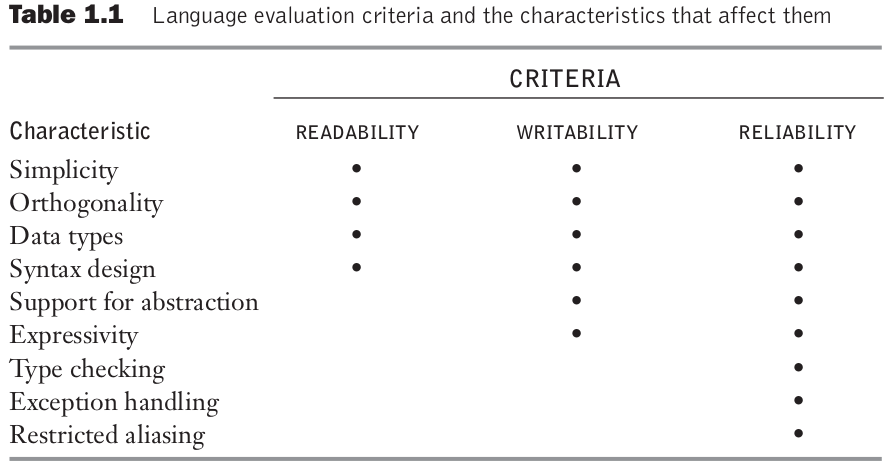 Table 1.1 Language evaluation criteria and the characteristics that affect them
CRITERIA
Characteristic READABILITY WRITABILITY RELIABILITY
Simplicity • • •
Orthogonality • • •
Data types • • •
Syntax design • • •
Support for abstraction • •
Expressivity • •
Type checking •
Exception handling •
Restricted aliasing •